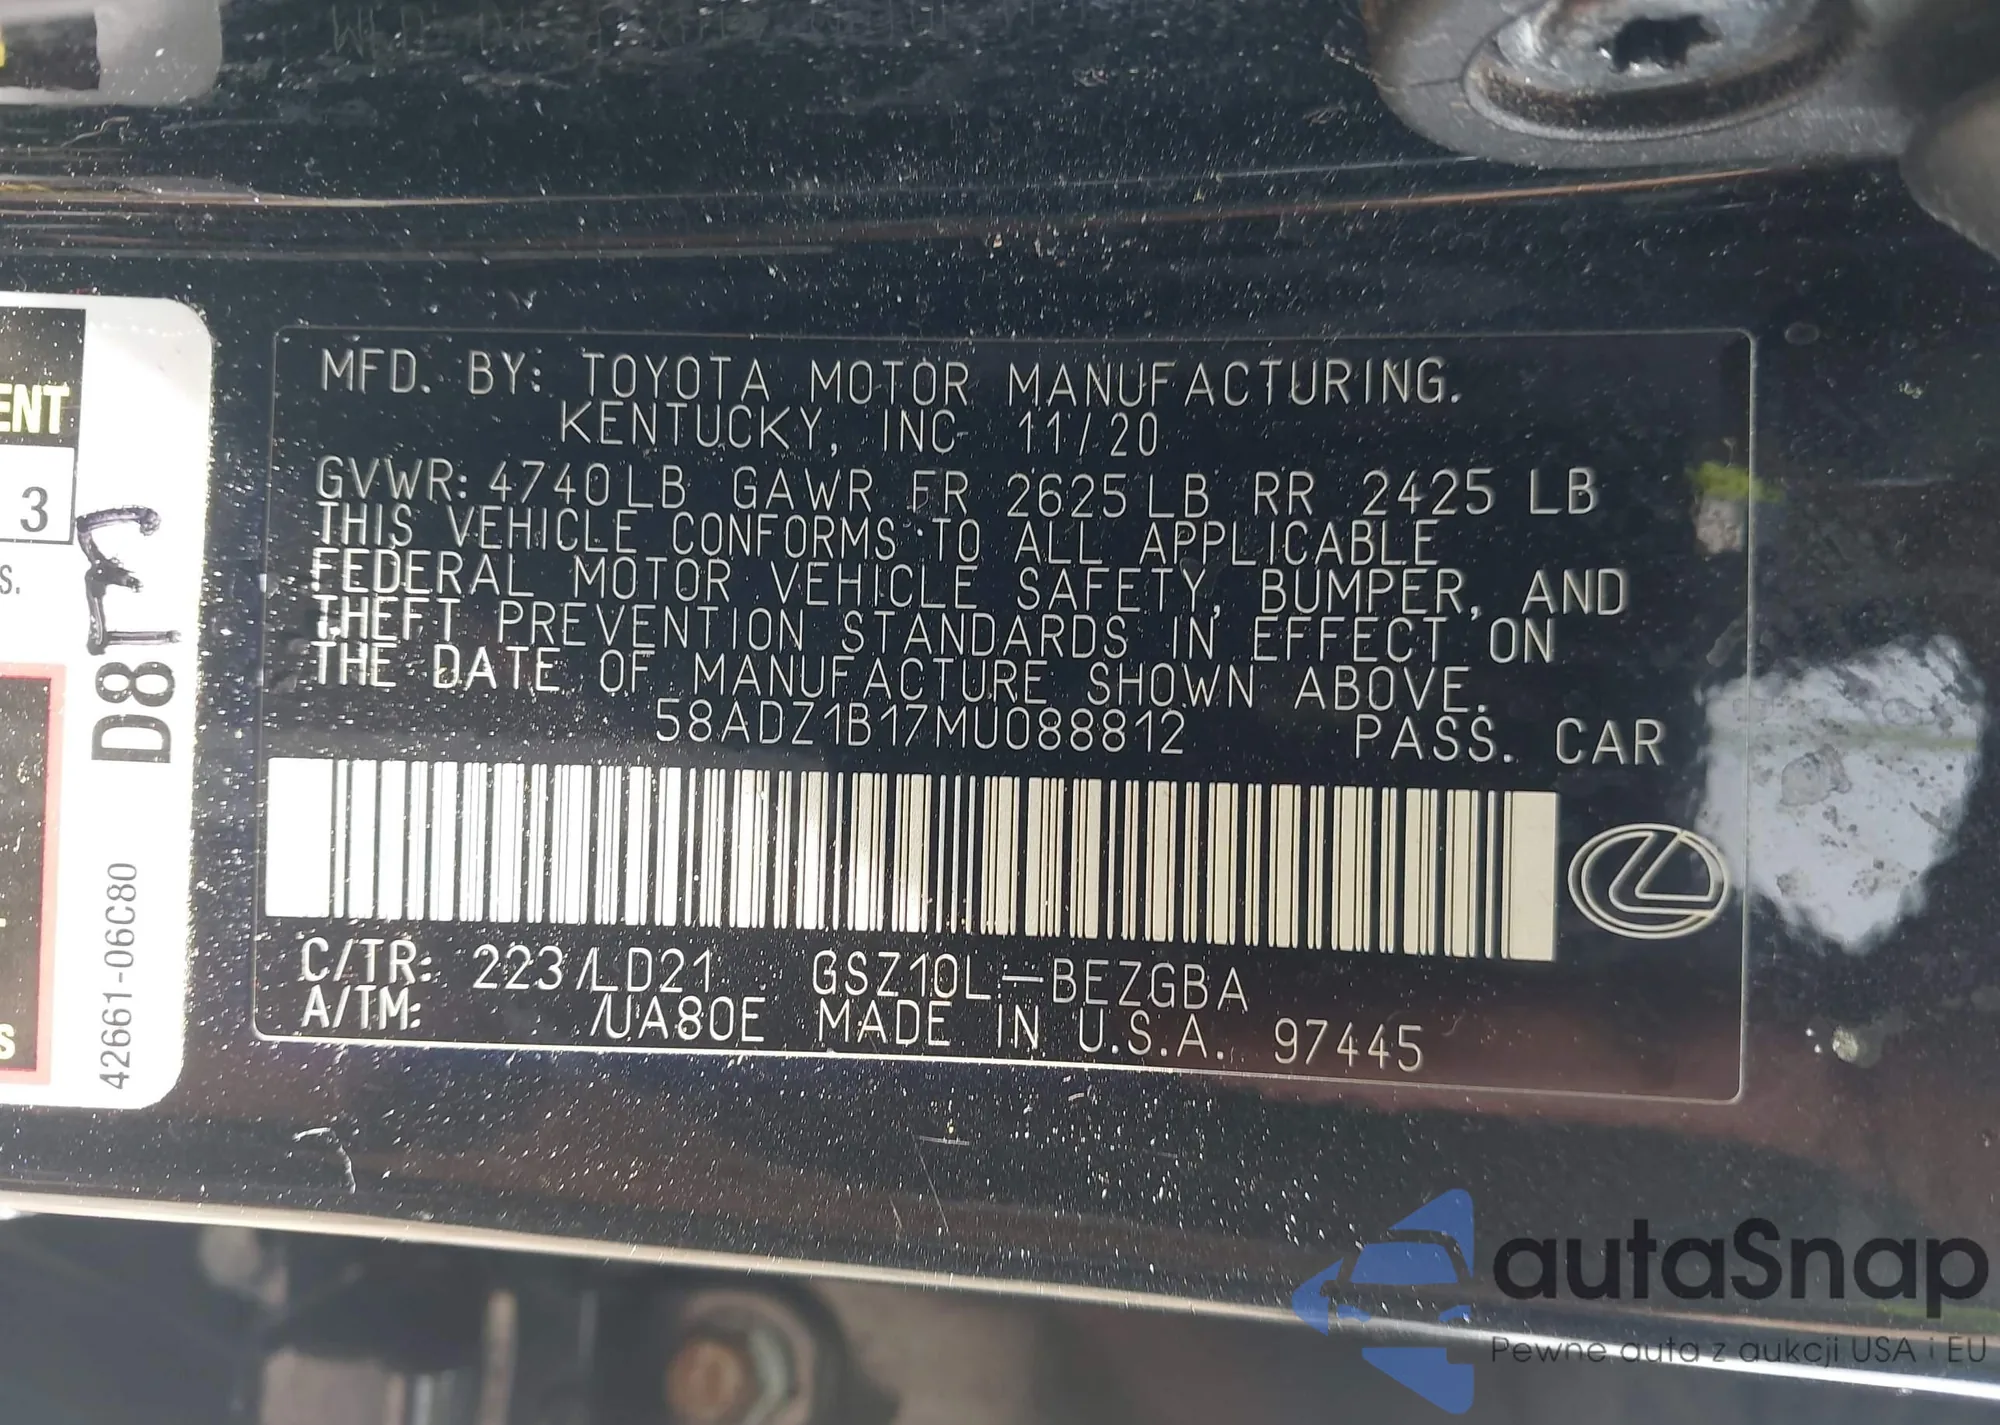 MFD. BY: TOYOTA MOTOR MANUFACTURING.
KENTUCKY, INC 11/20
GVWR: 4740LB GAWR FR 2625LB RR 2425 LB
THIS VEHICLE CONFORMS TO ALL APPLICABLE
FEDERAL MOTOR VEHICLE SAFETY, BUMPER, AND
THEFT PREVENTION STANDARDS IN EFFECT ON
THE DATE OF MANUFACTURE SHOWN ABOVE.
58ADZ1B17MU088812 PASS. CAR
C/TR: 223/LD21 GSZ10L-BEZGBA
A/TM: /UA80E MADE IN U.S.A. 97445
ENT
3
S.
S
D8
42661-06C80
autaSnap
Pewne auta z aukcji USA i EU